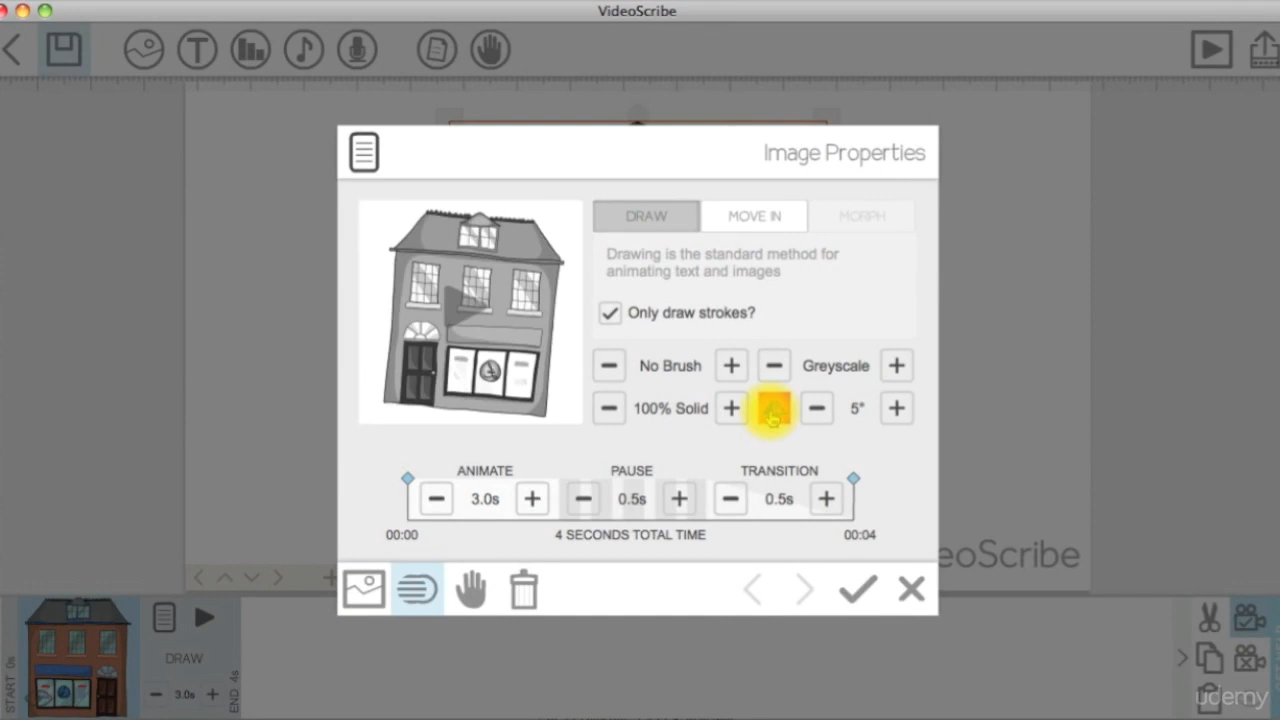 VideoScribe
T
Image Properties
DRAW MOVE IN MORPH
Drawing is the standard method for
animating text and images
Only draw strokes?
No Brush Greyscale
100% Solid 5°
ANIMATE PAUSE TRANSITION
3.0s 0.5s 0.5s
00:00 4 SECONDS TOTAL TIME 00:04
eoScribe
START 0s
DRAW
3.0s
END 4s
udemy